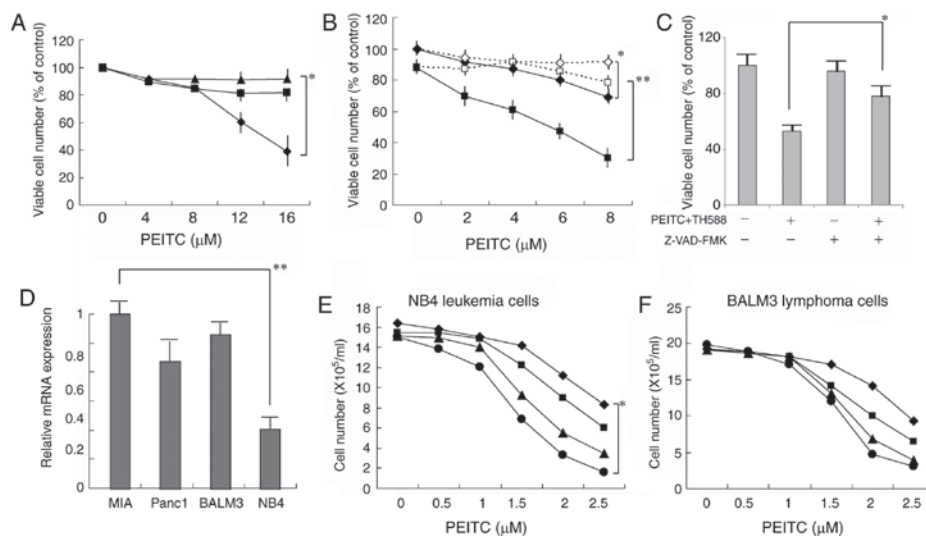 A
Viable cell number (% of control)
120
100
80
60
40
20
0
*
0 4 8 12 16
PEITC (μM)
B
Viable cell number (% of control)
120
100
80
60
40
20
0
*
**
0 2 4 6 8
PEITC (μM)
C
Viable cell number (% of control)
120
80
40
0
*
PEITC+TH588 – + – +
Z-VAD-FMK – – + +
D
Relative mRNA expression
1
0.8
0.6
0.4
0.2
0
**
MIA Panc1 BALM3 NB4
E
NB4 leukemia cells
Cell number (X10⁵/ml)
18
16
14
12
10
8
6
4
2
0
*
0 0.5 1 1.5 2 2.5
PEITC (μM)
F
BALM3 lymphoma cells
Cell number (X10⁵/ml)
25
20
15
10
5
0
0 0.5 1 1.5 2 2.5
PEITC (μM)